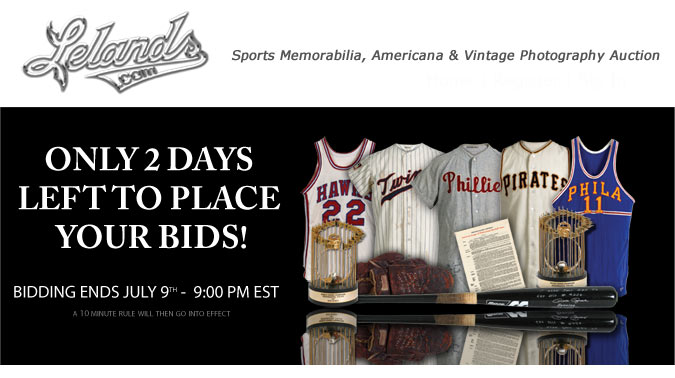 Lelands
.com
Sports Memorabilia, Americana & Vintage Photography Auction
ONLY 2 DAYS
LEFT TO PLACE
YOUR BIDS!
BIDDING ENDS JULY 9TH - 9:00 PM EST
A 10 MINUTE RULE WILL THEN GO INTO EFFECT
HAWKS
22
Twins
Phillies
PIRATES
PHILA
11